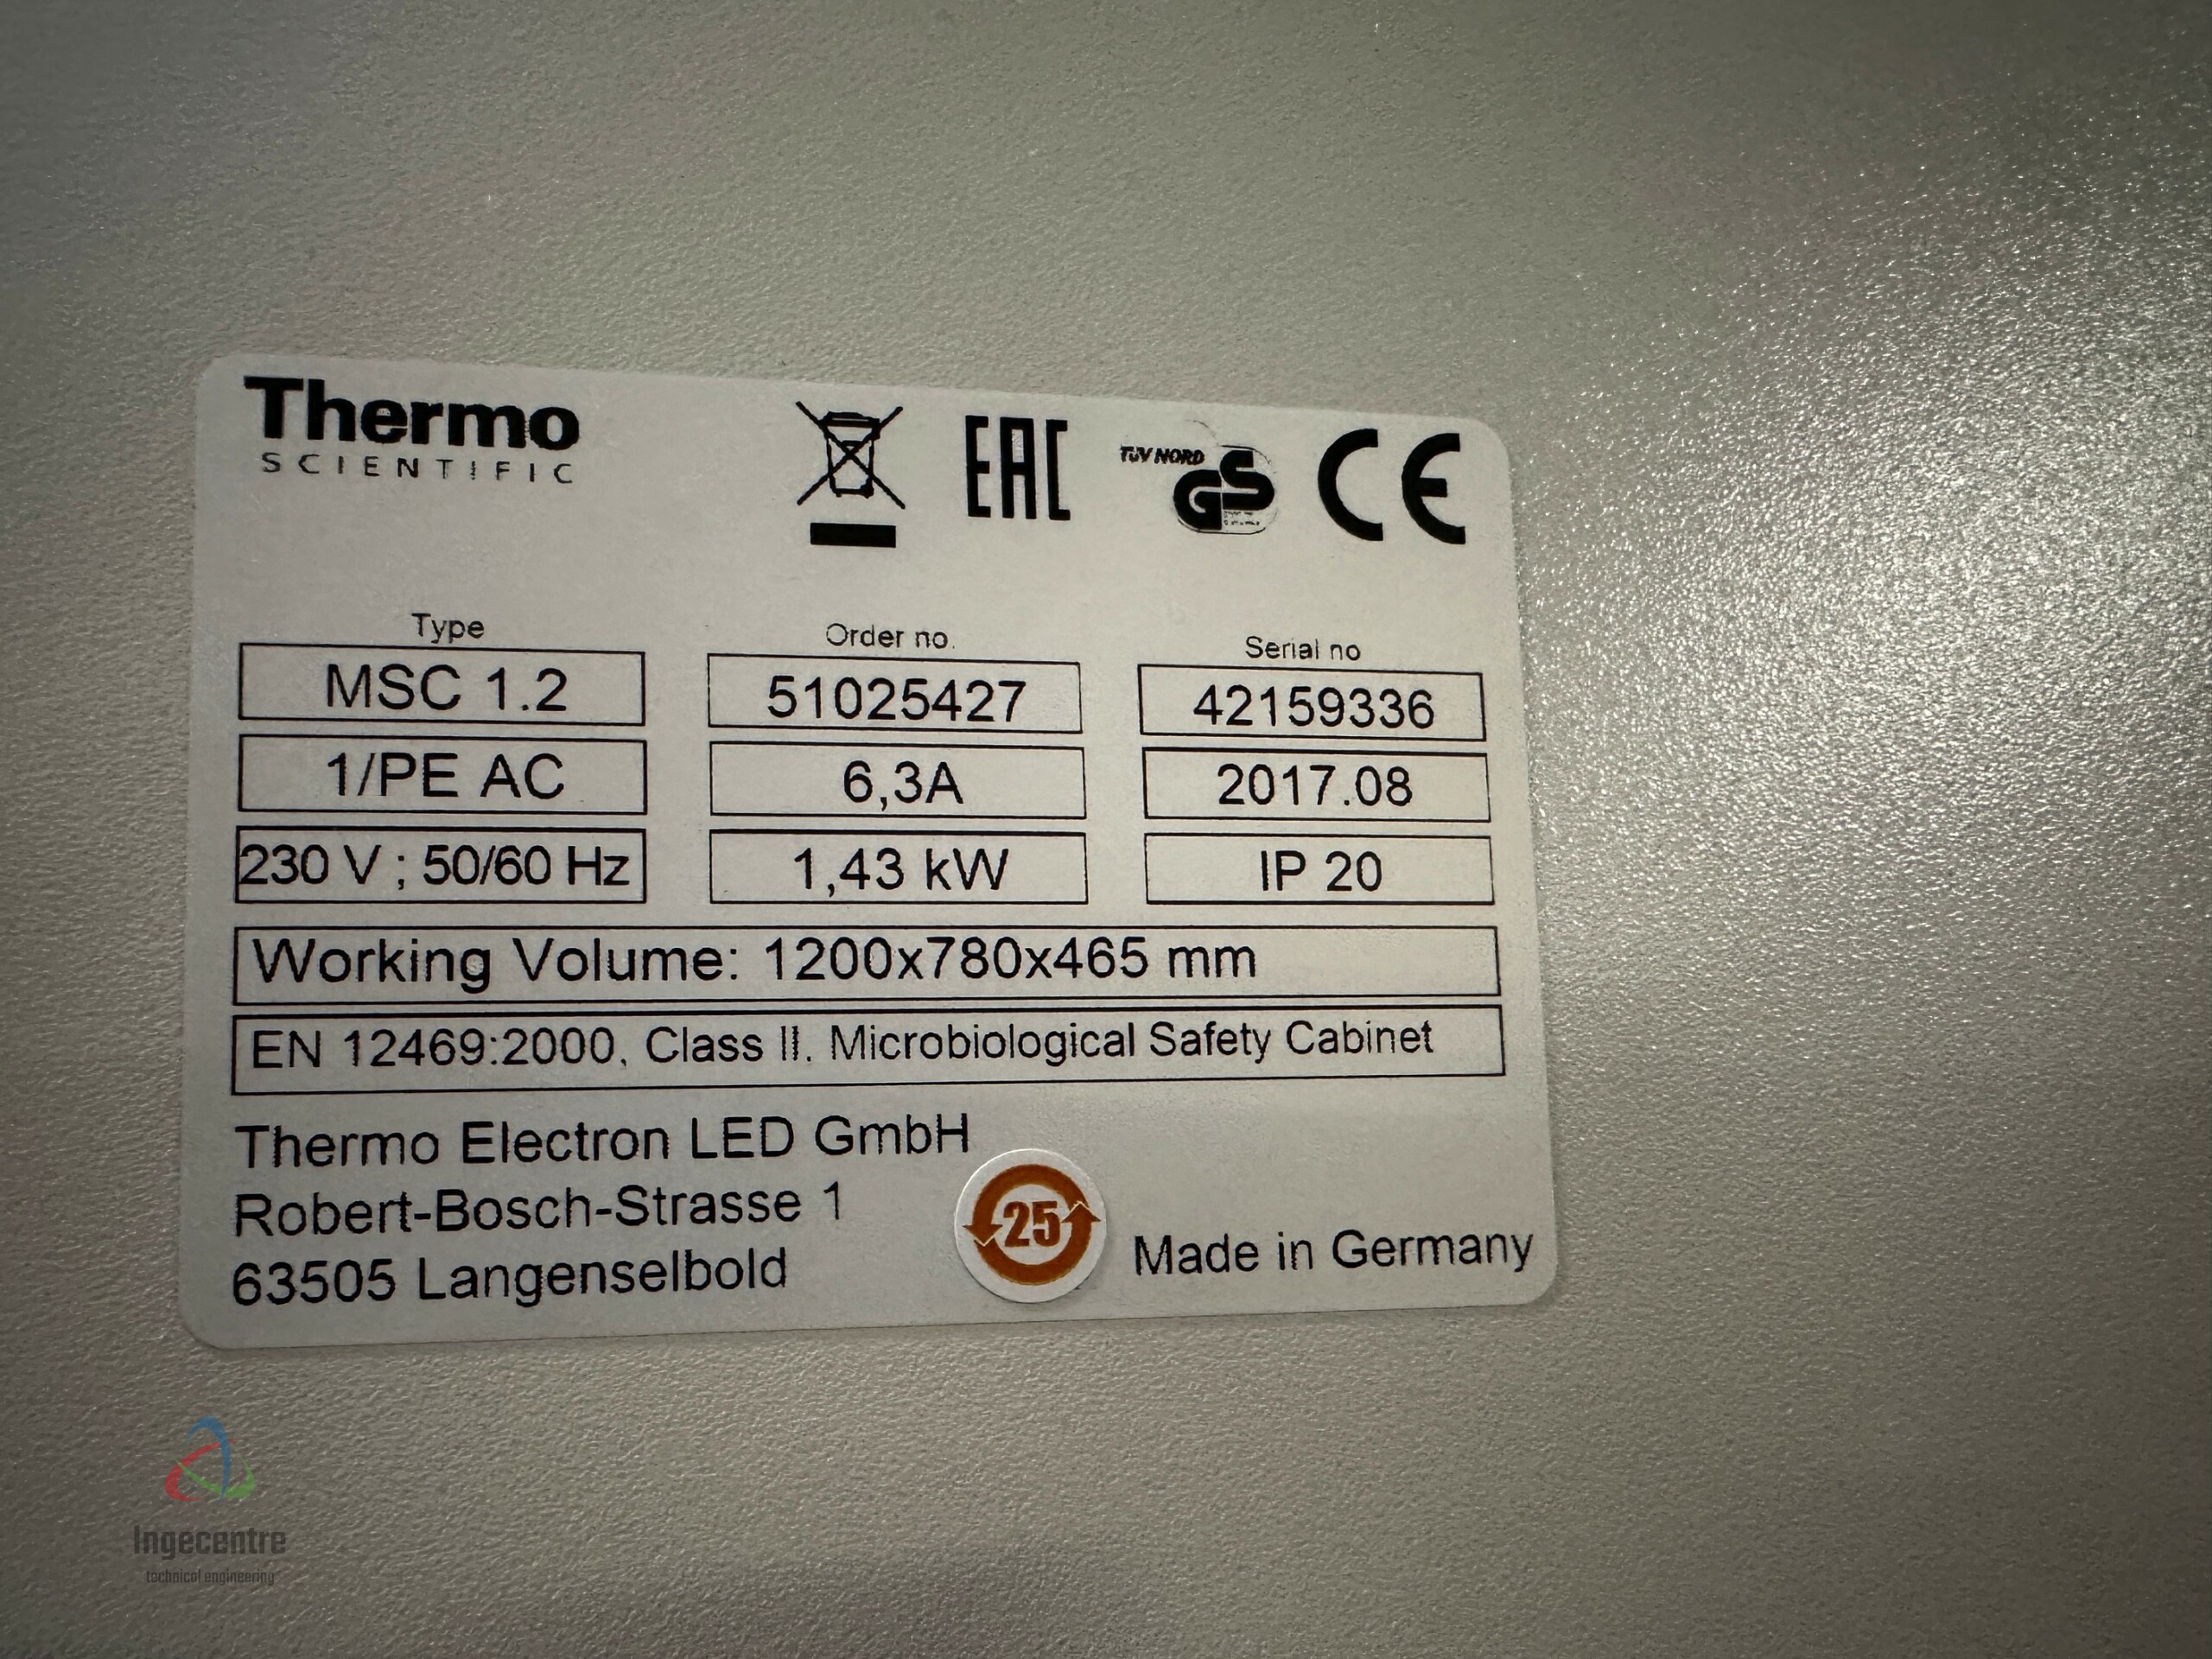 Thermo
SCIENTIFIC
EAC
TÜV NORD
GS
CE
Type
Order no.
Serial no
MSC 1.2
51025427
42159336
1/PE AC
6,3A
2017.08
230 V ; 50/60 Hz
1,43 kW
IP 20
Working Volume: 1200x780x465 mm
EN 12469:2000, Class II, Microbiological Safety Cabinet
Thermo Electron LED GmbH
Robert-Bosch-Strasse 1
63505 Langenselbold
25
Made in Germany
Ingecentre
technical engineering